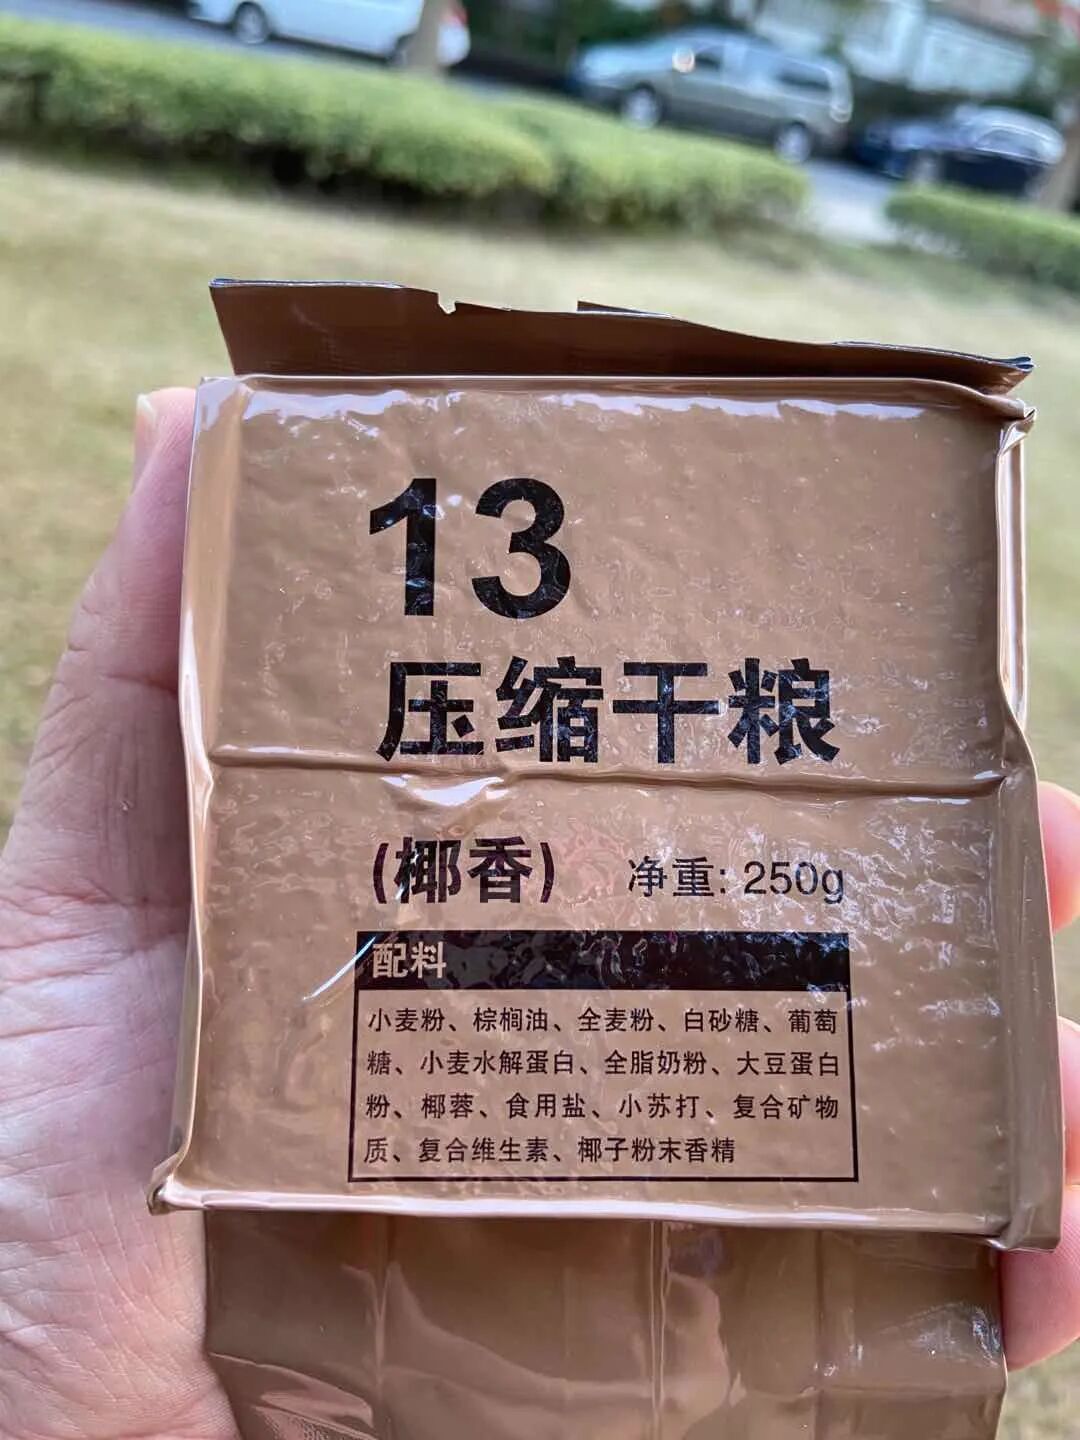 13
压缩干粮
(椰香) 净重: 250g
配料
小麦粉、棕榈油、全麦粉、白砂糖、葡萄
糖、小麦水解蛋白、全脂奶粉、大豆蛋白
粉、椰蓉、食用盐、小苏打、复合矿物
质、复合维生素、椰子粉末香精